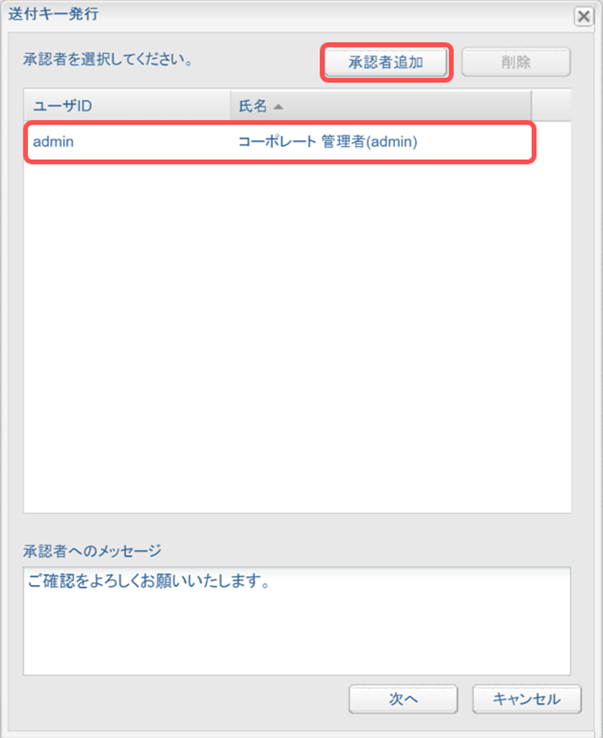 送付キー発行
承認者を選択してください。
承認者追加
削除
ユーザID
氏名
admin
コーポレート 管理者(admin)
承認者へのメッセージ
ご確認をよろしくお願いいたします。
次へ
キャンセル